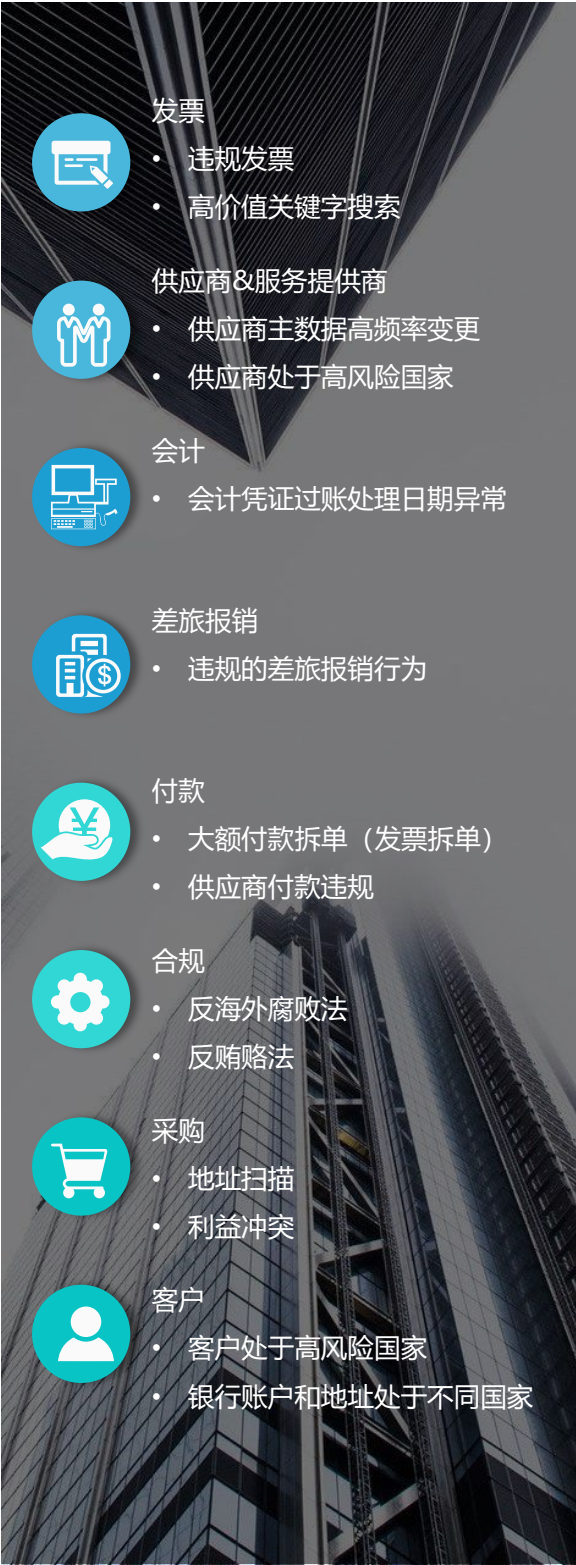 发票
• 违规发票
• 高价值关键字搜索
供应商&服务提供商
• 供应商主数据高频率变更
• 供应商处于高风险国家
会计
• 会计凭证过账处理日期异常
差旅报销
• 违规的差旅报销行为
付款
• 大额付款拆单（发票拆单）
• 供应商付款违规
合规
• 反海外腐败法
• 反贿赂法
采购
• 地址扫描
• 利益冲突
客户
• 客户处于高风险国家
• 银行账户和地址处于不同国家